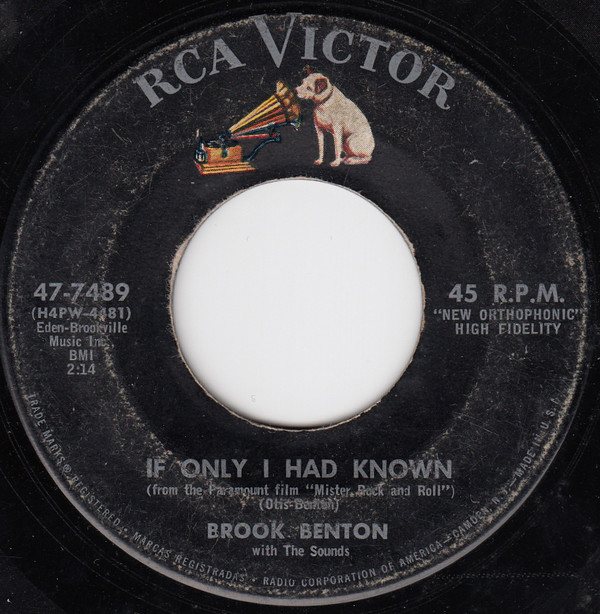 RCA VICTOR
47-7489
(H4PW-4481)
Eden-Brookville
Music Inc.
BMI
2:14
45 R.P.M.
"NEW ORTHOPHONIC"
HIGH FIDELITY
IF ONLY I HAD KNOWN
(from the Paramount film "Mister Rock and Roll")
(Otis-Benton)
BROOK BENTON
with The Sounds
TRADE MARKS ® REGISTERED · MARCAS REGISTRADAS · RADIO CORPORATION OF AMERICA—CAMDEN, N. J.—MADE IN U. S. A.